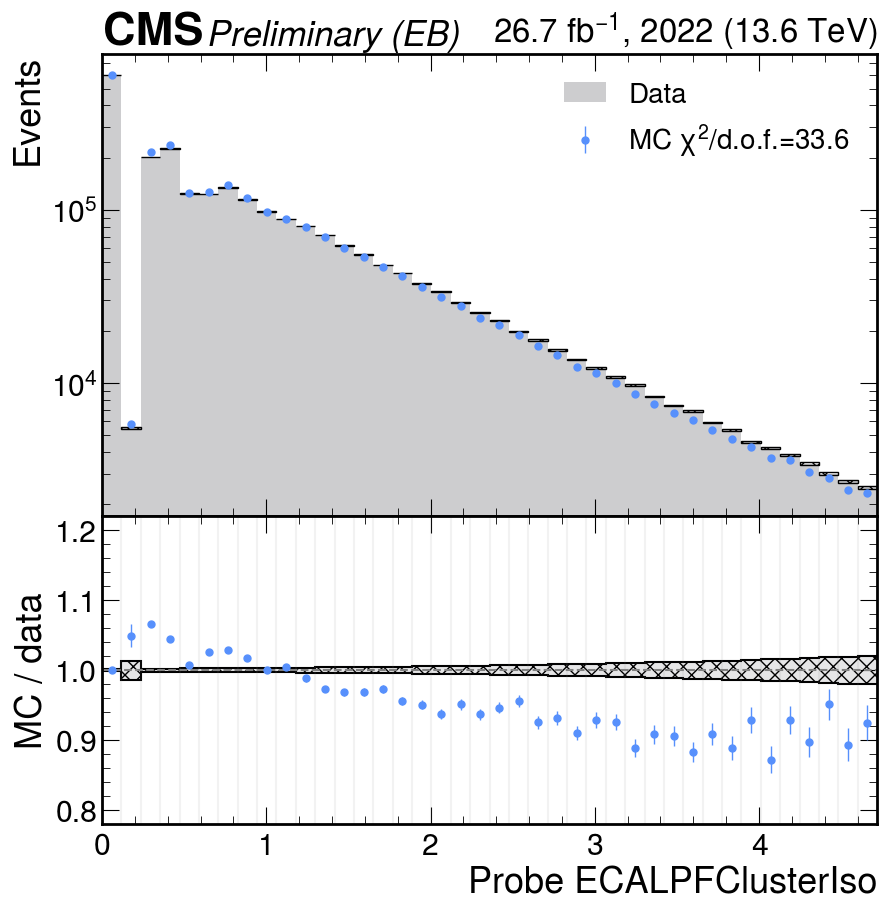 CMS Preliminary (EB) 26.7 fb⁻¹, 2022 (13.6 TeV)
Events
Data
MC χ²/d.o.f.=33.6
10⁵
10⁴
MC / data
1.2
1.1
1.0
0.9
0.8
0 1 2 3 4
Probe ECALPFClusterIso